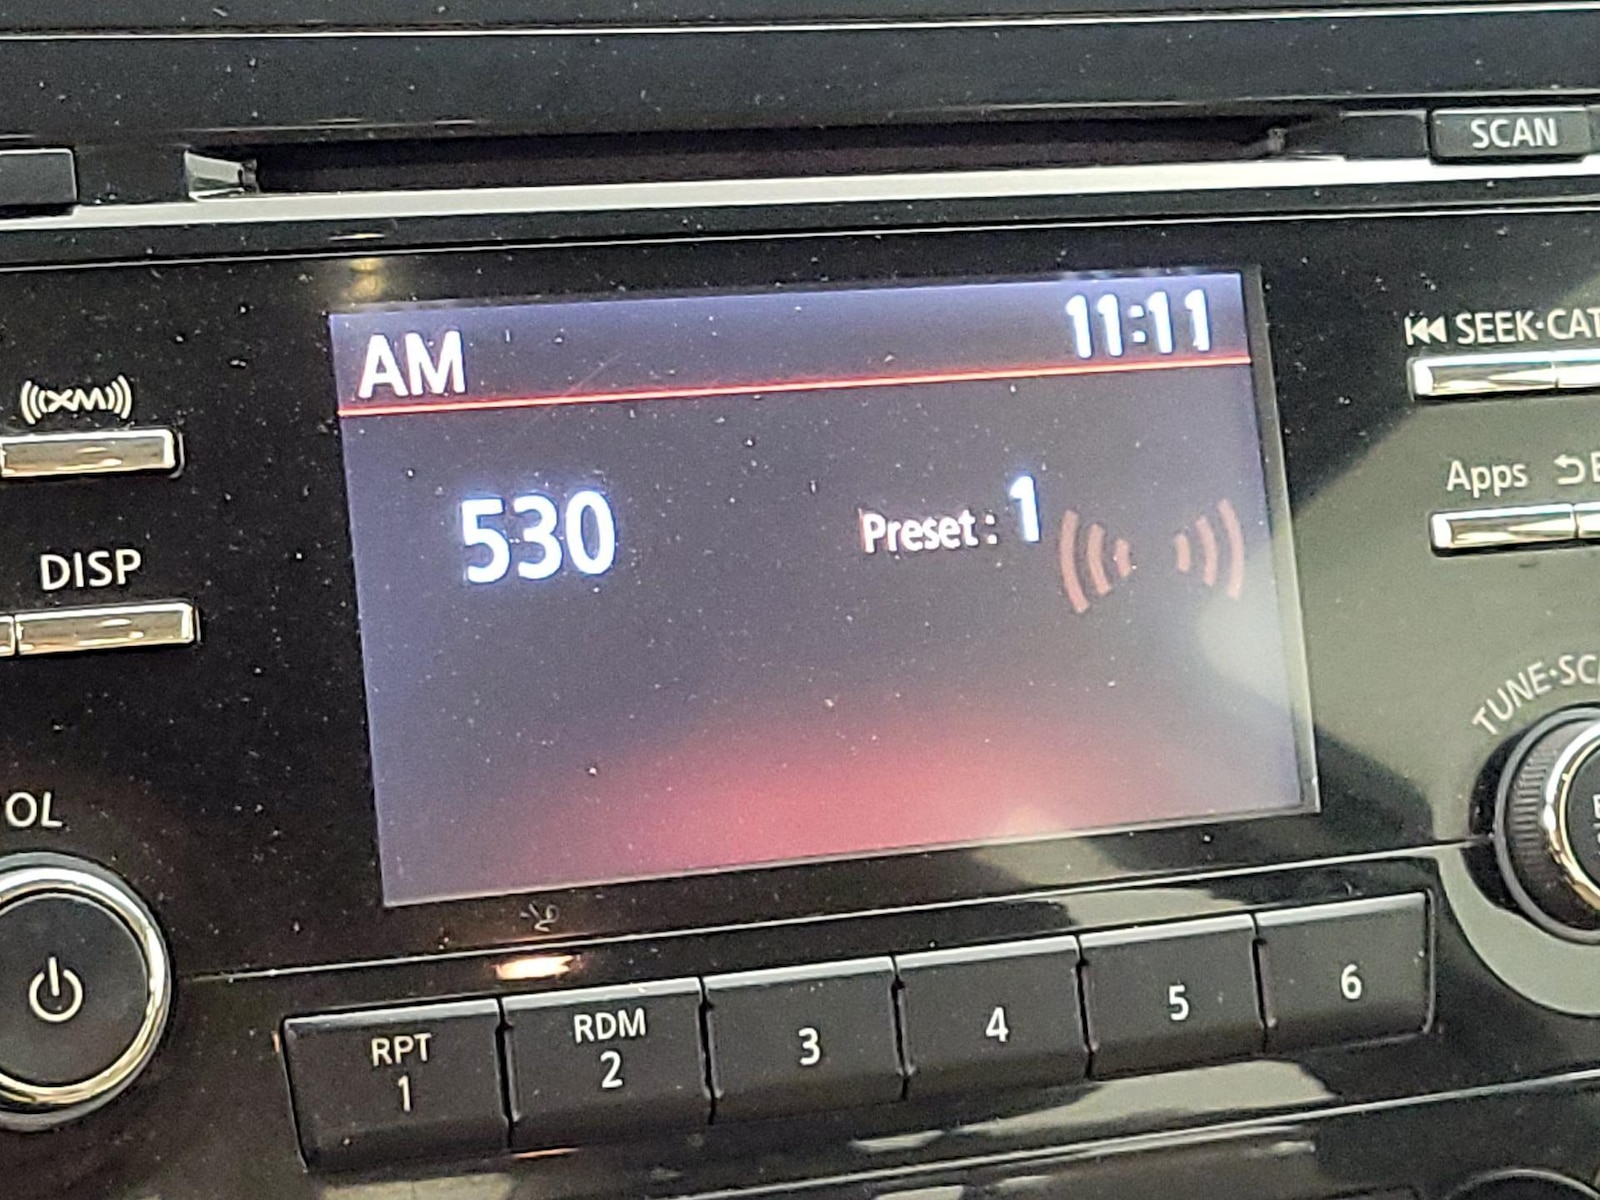 SCAN
AM 11:11
SEEK·CAT
XM
530 Preset: 1
Apps
DISP
TUNE·SC
OL
RPT 1
RDM 2
3
4
5
6